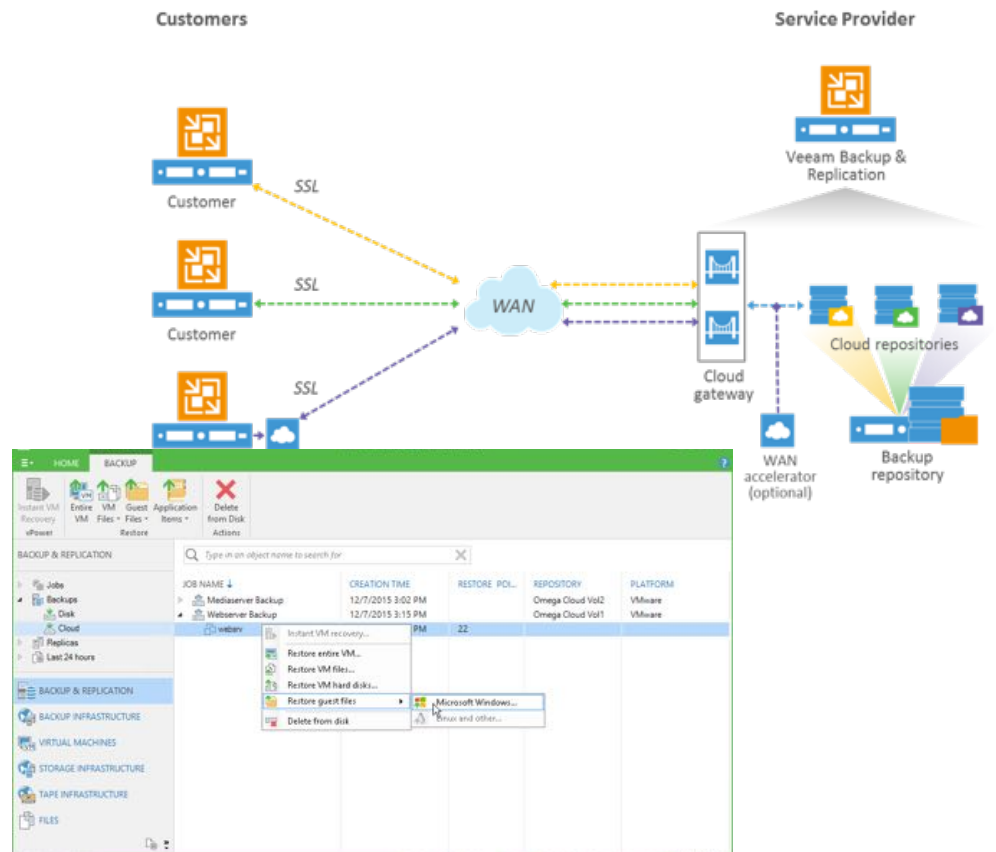 Customers
Service Provider
Veeam Backup &
Replication
Customer
SSL
Customer
SSL
SSL
WAN
Cloud
gateway
Cloud repositories
WAN
accelerator
(optional)
Backup
repository
HOME BACKUP
?
Instant VM
Recovery
Entire
VM
VM
Files
Guest
Files
Application
Items
Delete
from Disk
vPower
Restore
Actions
BACKUP & REPLICATION
Type in an object name to search for
Jobs
Backups
Disk
Cloud
Replicas
Last 24 hours
BACKUP & REPLICATION
BACKUP INFRASTRUCTURE
VIRTUAL MACHINES
STORAGE INFRASTRUCTURE
TAPE INFRASTRUCTURE
FILES
JOB NAME CREATION TIME RESTORE POI... REPOSITORY PLATFORM
Mediaserver Backup 12/7/2015 3:02 PM Omega Cloud Vol2 VMware
Webserver Backup 12/7/2015 3:15 PM Omega Cloud Vol1 VMware
websrv PM 22
Instant VM recovery...
Restore entire VM...
Restore VM files...
Restore VM hard disks...
Restore guest files
Delete from disk
Microsoft Windows...
Linux and other...